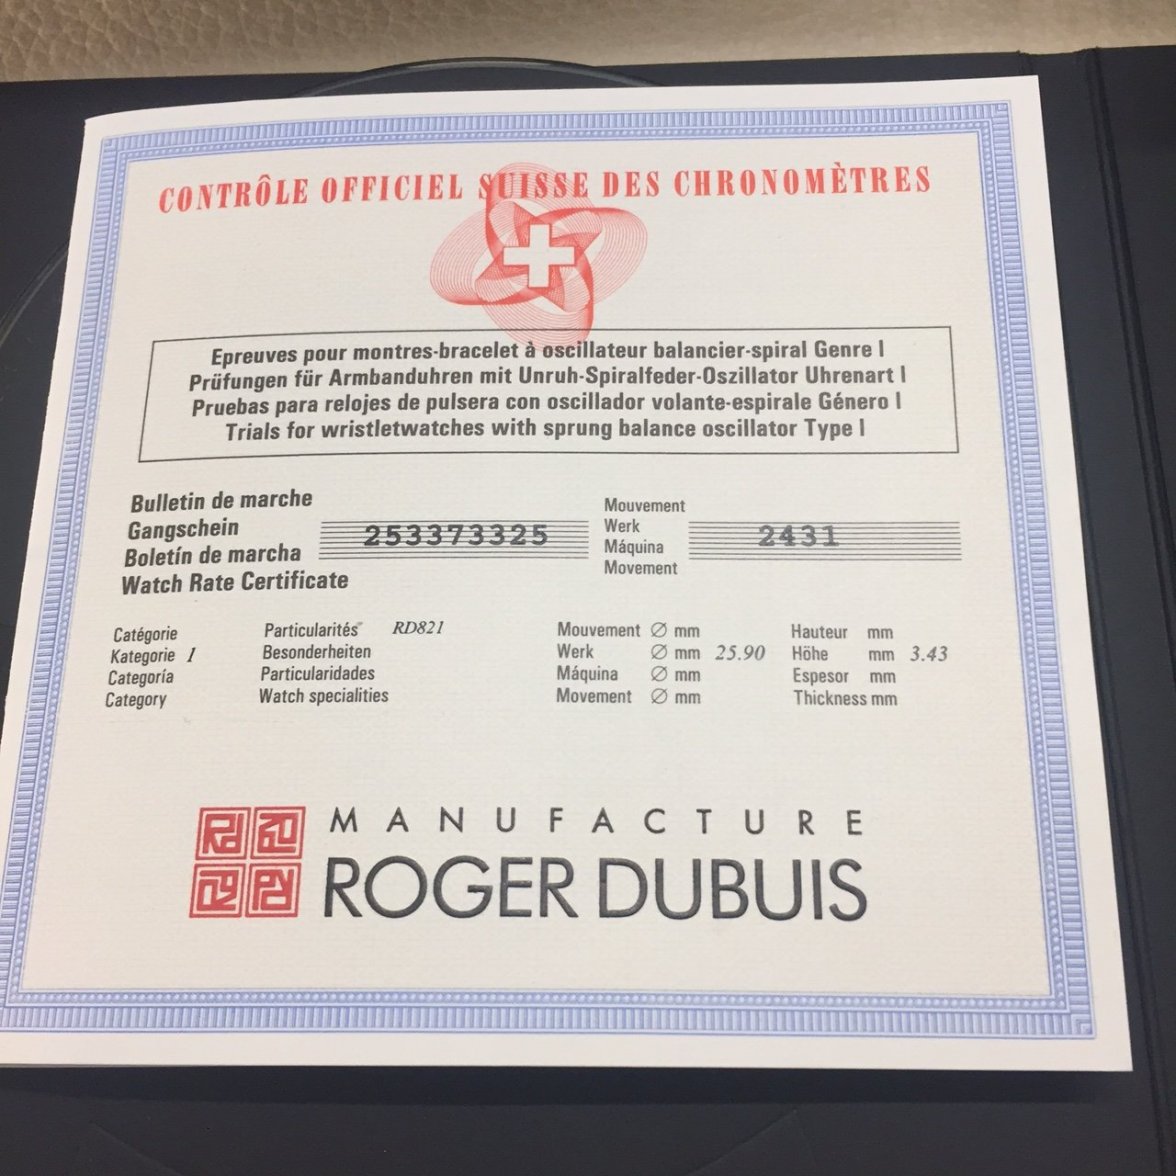 CONTRÔLE OFFICIEL SUISSE DES CHRONOMÈTRES
Epreuves pour montres-bracelet à oscillateur balancier-spiral Genre I
Prüfungen für Armbanduhren mit Unruh-Spiralfeder-Oszillator Uhrenart I
Pruebas para relojes de pulsera con oscillador volante-espirale Género I
Trials for wristletwatches with sprung balance oscillator Type I
Bulletin de marche
Gangschein
Boletín de marcha
Watch Rate Certificate
253373325
Mouvement
Werk
Máquina
Movement
2431
Catégorie
Kategorie 1
Categoría
Category
Particularités RD821
Besonderheiten
Particularidades
Watch specialities
Mouvement Ø mm
Werk Ø mm 25.90
Máquina Ø mm
Movement Ø mm
Hauteur mm
Höhe mm 3.43
Espesor mm
Thickness mm
MANUFACTURE
ROGER DUBUIS